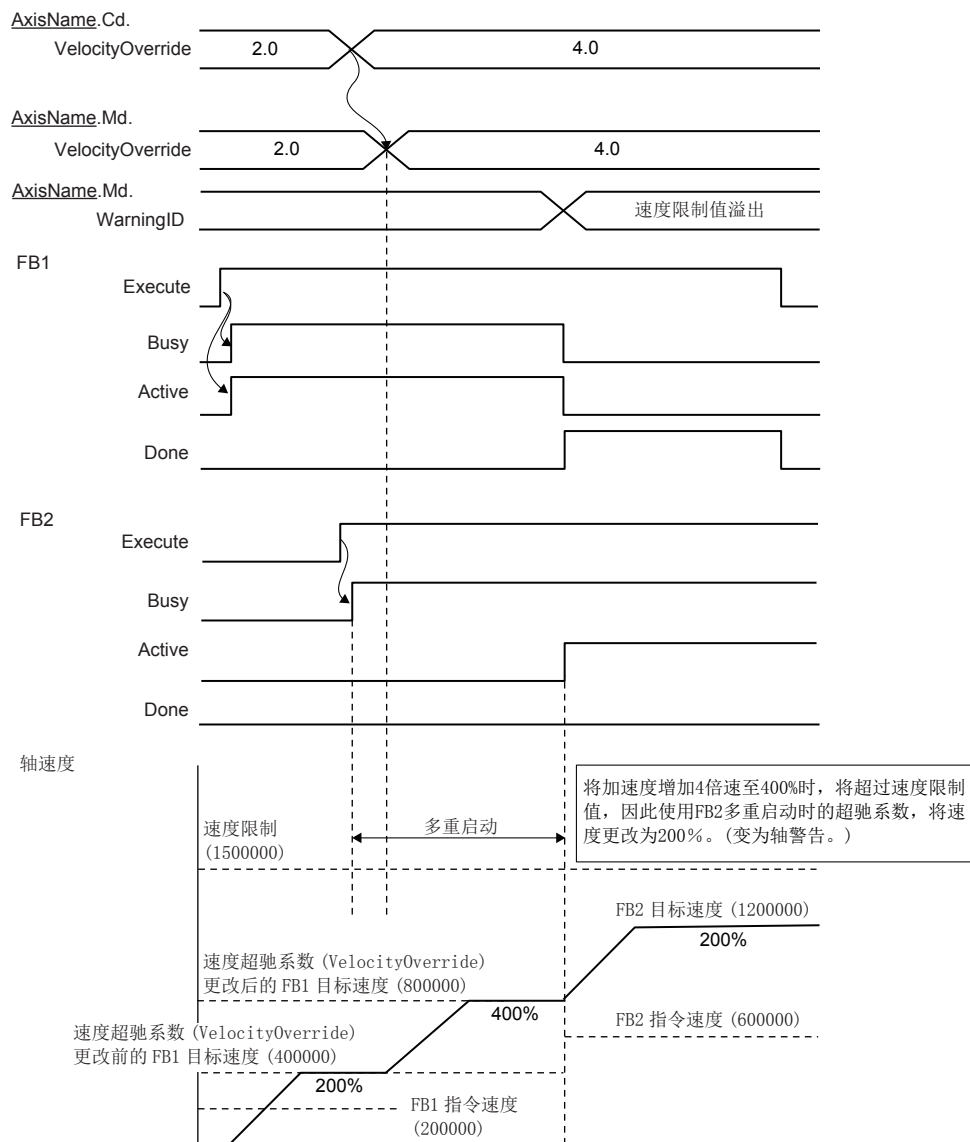 AxisName.Cd.
VelocityOverride
2.0
4.0
AxisName.Md.
VelocityOverride
2.0
4.0
AxisName.Md.
WarningID
速度限制值溢出
FB1
Execute
Busy
Active
Done
FB2
Execute
Busy
Active
Done
轴速度
将加速度增加4倍速至400%时，将超过速度限制
值，因此使用FB2多重启动时的超驰系数，将速
度更改为200%。(变为轴警告。)
速度限制
(1500000)
多重启动
FB2 目标速度 (1200000)
200%
速度超驰系数 (VelocityOverride)
更改后的 FB1 目标速度 (800000)
400%
FB2 指令速度 (600000)
速度超驰系数 (VelocityOverride)
更改前的 FB1 目标速度 (400000)
200%
FB1 指令速度
(200000)